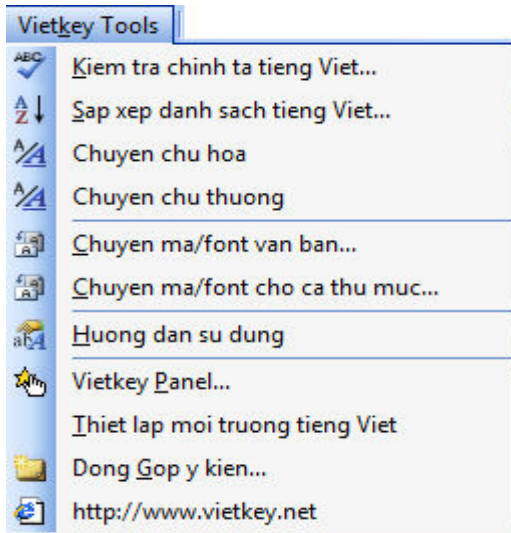 Vietkey Tools
Kiem tra chinh ta tieng Viet...
Sap xep danh sach tieng Viet...
Chuyen chu hoa
Chuyen chu thuong
Chuyen ma/font van ban...
Chuyen ma/font cho ca thu muc...
Huong dan su dung
Vietkey Panel...
Thiet lap moi truong tieng Viet
Dong Gop y kien...
http://www.vietkey.net